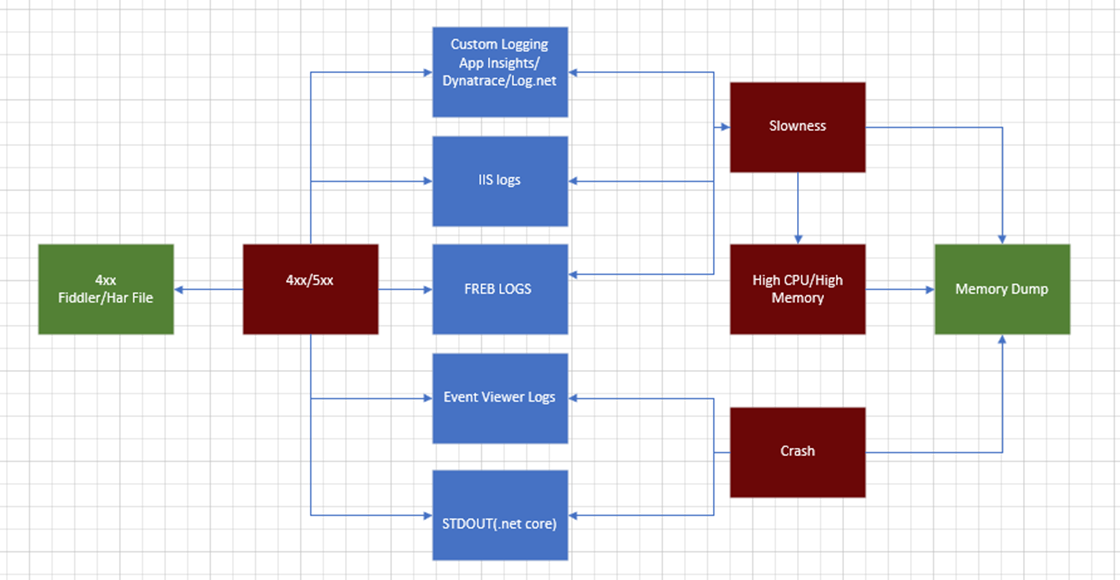 Custom Logging
App Insights/
Dynatrace/Log.net
Slowness
IIS logs
4xx
Fiddler/Har File
4xx/5xx
FREB LOGS
High CPU/High
Memory
Memory Dump
Event Viewer Logs
Crash
STDOUT(.net core)